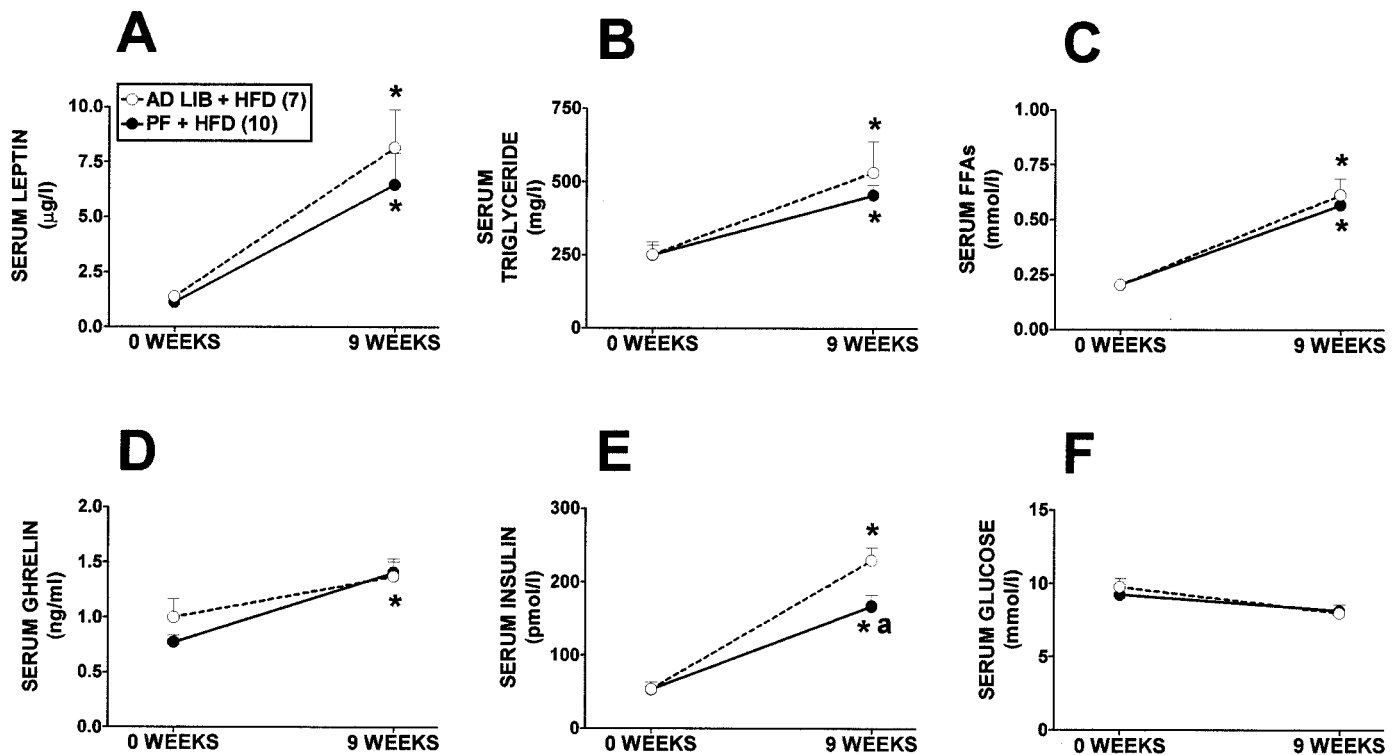 A
SERUM LEPTIN
(µg/l)
10.0
7.5
5.0
2.5
0.0
AD LIB + HFD (7)
PF + HFD (10)
*
*
0 WEEKS
9 WEEKS
B
SERUM
TRIGLYCERIDE
(mg/l)
750
500
250
0
*
*
0 WEEKS
9 WEEKS
C
SERUM FFAs
(mmol/l)
1.00
0.75
0.50
0.25
0.00
*
*
0 WEEKS
9 WEEKS
D
SERUM GHRELIN
(ng/ml)
2.0
1.5
1.0
0.5
0.0
*
0 WEEKS
9 WEEKS
E
SERUM INSULIN
(pmol/l)
300
200
100
0
*
* a
0 WEEKS
9 WEEKS
F
SERUM GLUCOSE
(mmol/l)
15
10
5
0
0 WEEKS
9 WEEKS